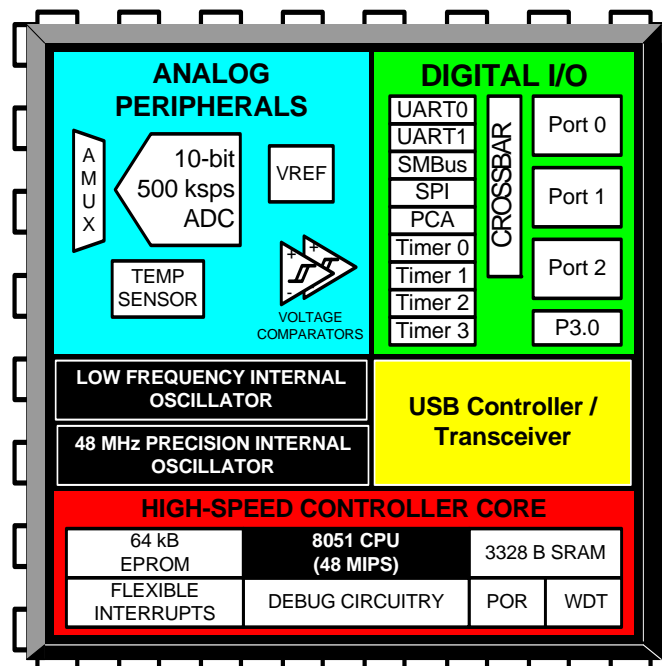 ANALOG
PERIPHERALS
A
M
U
X
10-bit
500 ksps
ADC
VREF
TEMP
SENSOR
+
-
+
VOLTAGE
COMPARATORS
DIGITAL I/O
UART0
UART1
SMBus
SPI
PCA
Timer 0
Timer 1
Timer 2
Timer 3
CROSSBAR
Port 0
Port 1
Port 2
P3.0
LOW FREQUENCY INTERNAL
OSCILLATOR
48 MHz PRECISION INTERNAL
OSCILLATOR
USB Controller /
Transceiver
HIGH-SPEED CONTROLLER CORE
64 kB
EPROM
8051 CPU
(48 MIPS)
3328 B SRAM
FLEXIBLE
INTERRUPTS
DEBUG CIRCUITRY
POR
WDT